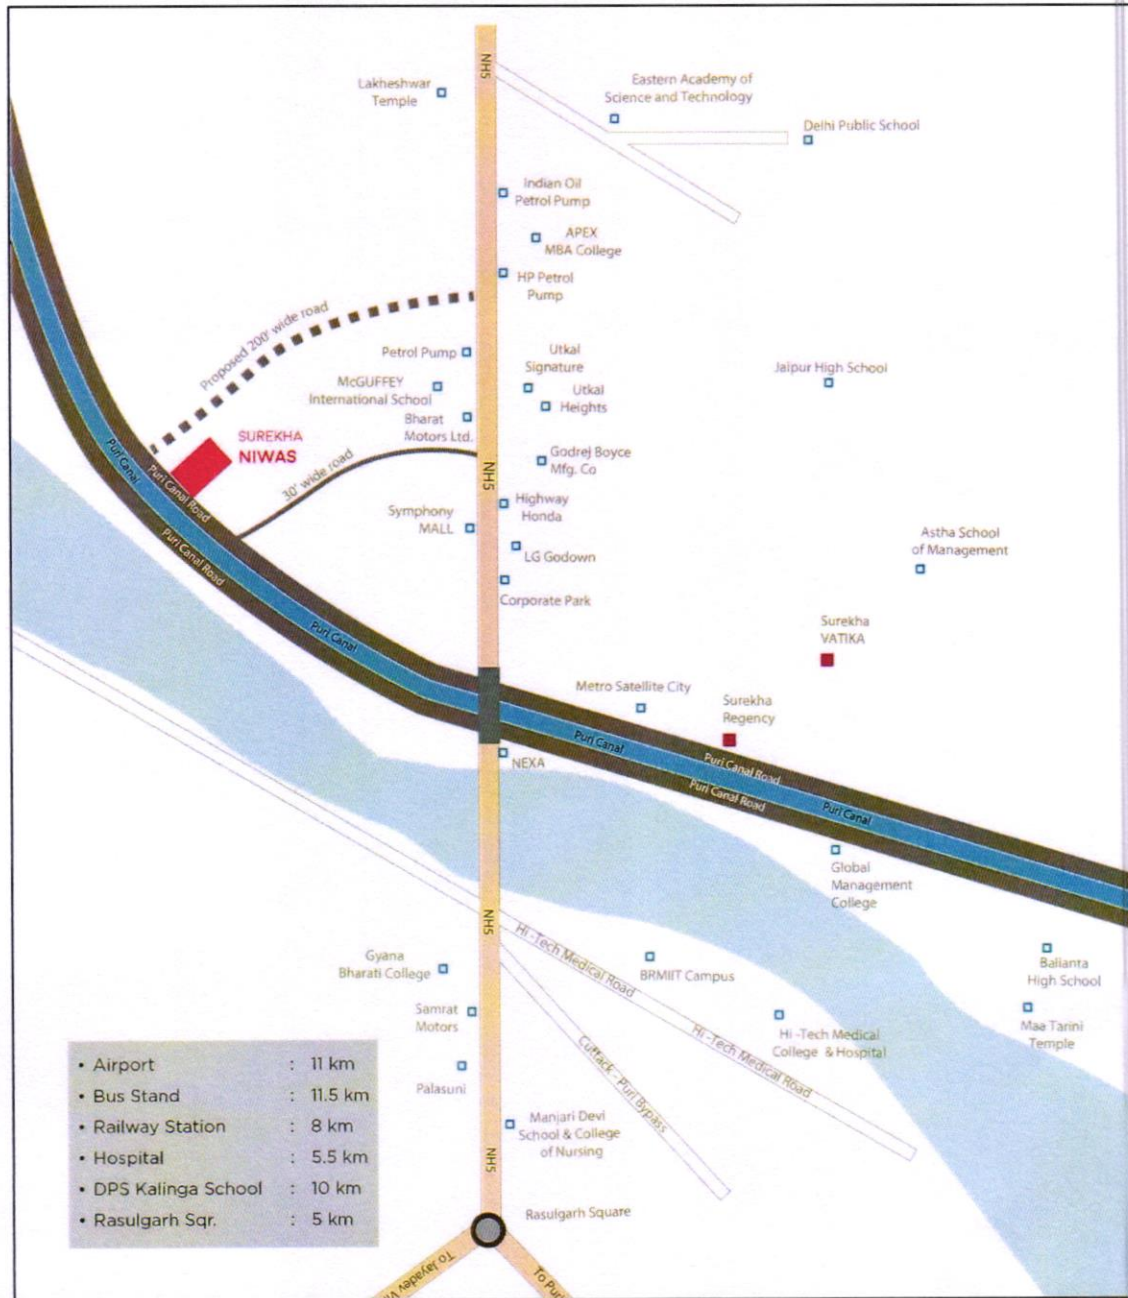 NH5
Lakheshwar
Temple
Eastern Academy of
Science and Technology
Delhi Public School
Indian Oil
Petrol Pump
APEX
MBA College
HP Petrol
Pump
Proposed 200' wide road
Petrol Pump
Utkal
Signature
Jaipur High School
McGUFFEY
International School
Utkal
Heights
Bharat
Motors Ltd.
SUREKHA
NIWAS
30' wide road
NH5
Godrej Boyce
Mfg. Co
Puri Canal
Puri Canal Road
Puri Canal Road
Symphony
MALL
Highway
Honda
LG Godown
Astha School
of Management
Corporate Park
Puri Canal
Surekha
VATIKA
Metro Satellite City
Surekha
Regency
NEXA
Puri Canal
Puri Canal Road
Puri Canal Road
Puri Canal
Global
Management
College
NH5
Hi -Tech Medical Road
Gyana
Bharati College
BRMIIT Campus
Balianta
High School
Samrat
Motors
Hi -Tech Medical
College & Hospital
Maa Tarini
Temple
Hi -Tech Medical Road
Cuttack - Puri Bypass
Palasuni
Manjari Devi
School & College
of Nursing
NH5
• Airport : 11 km
• Bus Stand : 11.5 km
• Railway Station : 8 km
• Hospital : 5.5 km
• DPS Kalinga School : 10 km
• Rasulgarh Sqr. : 5 km
Rasulgarh Square
To Jayadev
To Puri